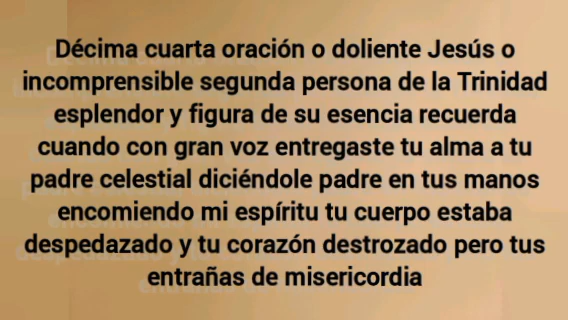 Décima cuarta oración o doliente Jesús o
incomprensible segunda persona de la Trinidad
esplendor y figura de su esencia recuerda
cuando con gran voz entregaste tu alma a tu
padre celestial diciéndole padre en tus manos
encomiendo mi espíritu tu cuerpo estaba
despedazado y tu corazón destrozado pero tus
entrañas de misericordia